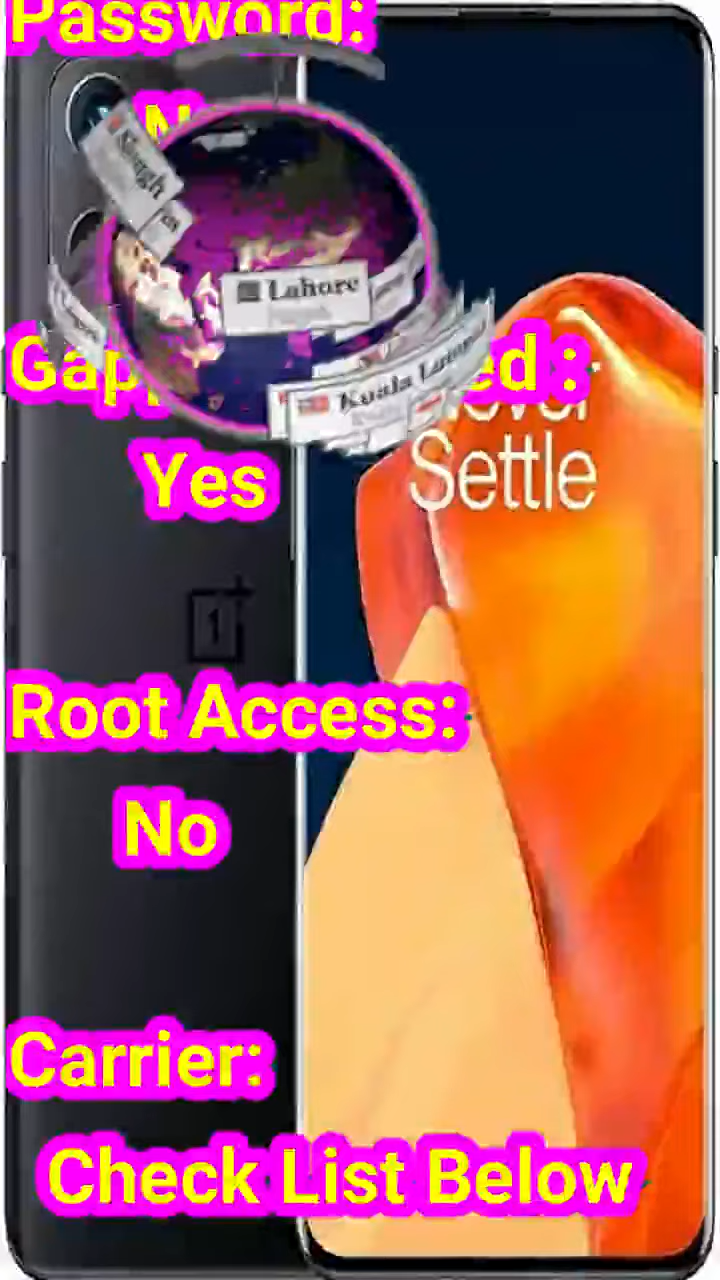 Password:
Lahore
Yes
Settle
Root Access:
No
Carrier:
Check List Below